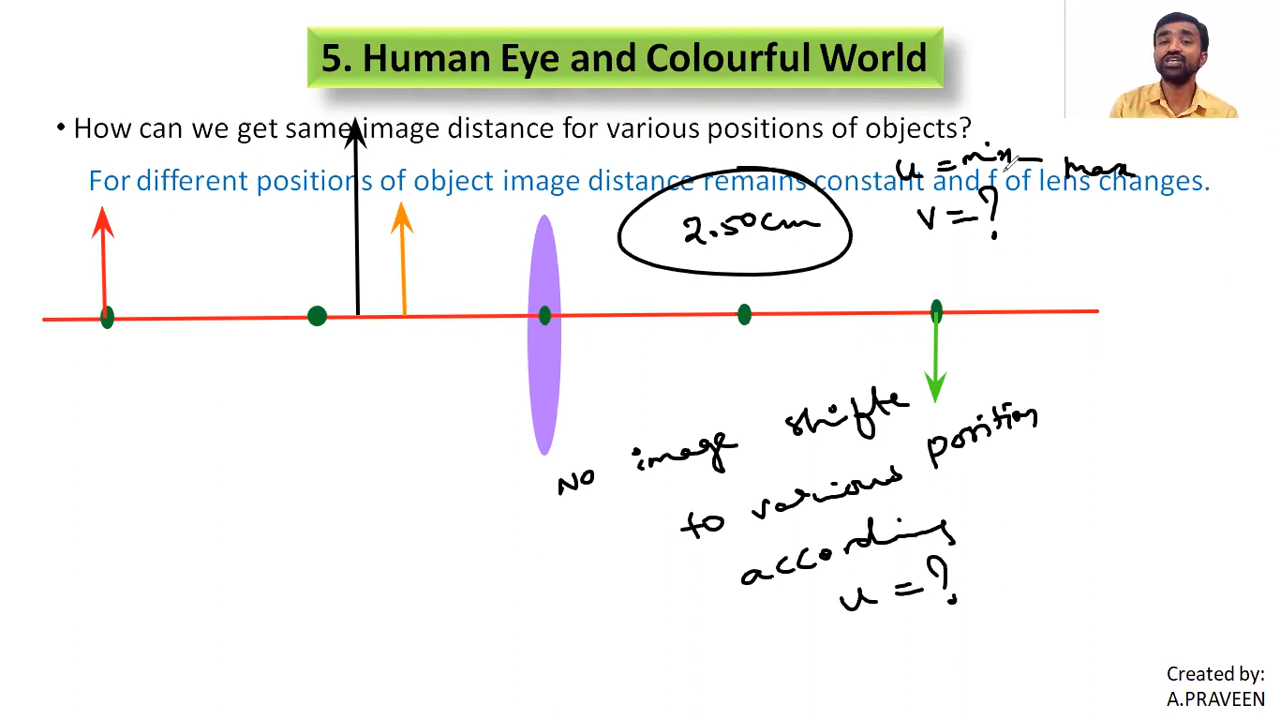 5. Human Eye and Colourful World
• How can we get same image distance for various positions of objects?
u = min — max
For different positions of object image distance remains constant and f of lens changes.
v = ?
2.50cm
No image shifte
to various position
according
u = ?
Created by:
A.PRAVEEN